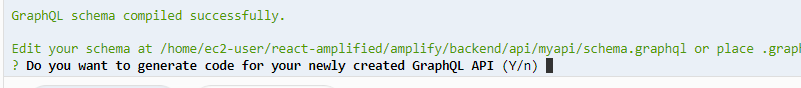 GraphQL schema compiled successfully.
Edit your schema at /home/ec2-user/react-amplified/amplify/backend/api/myapi/schema.graphql or place .grap
? Do you want to generate code for your newly created GraphQL API (Y/n)